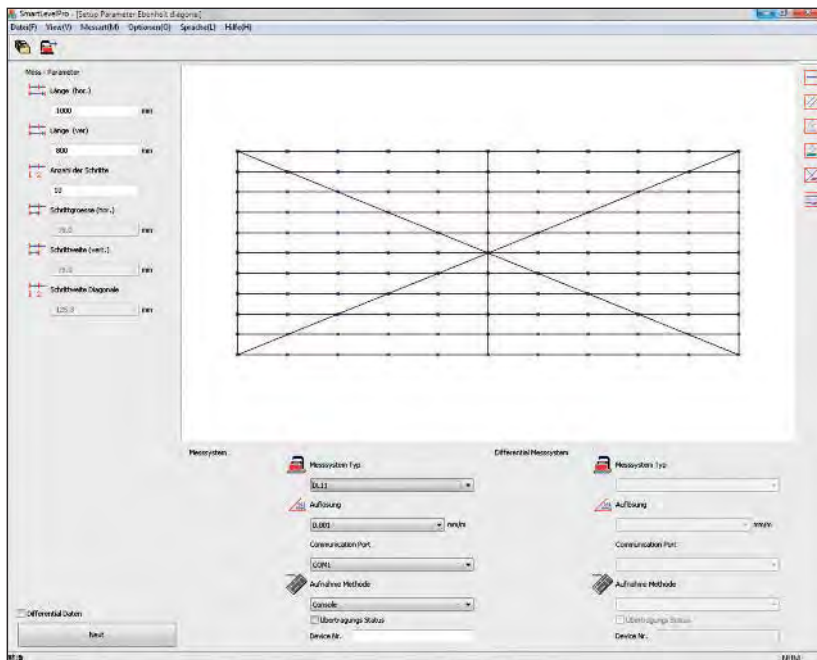 SmartLevelPro - [Setup Parameter Ebenheit diagonal]
Datei(F) View(V) Messart(M) Optionen(O) Sprache(L) Hilfe(H)
Mess - Parameter
Länge (hor.)
1000 mm
Länge (ver)
800 mm
Anzahl der Schritte
10
Schrittgroesse (hor.)
mm
Schrittweite (vert.)
mm
Schrittweite Diagonale
mm
Differential Daten
Next
Messsystem
Messsystem Typ
Auflösung
0.001 mm/m
Communication Port
COM1
Aufnahme Methode
Console
Übertragungs Status
Device Nr.
Differential Messsystem
Messsystem Typ
Auflösung
mm/m
Communication Port
Aufnahme Methode
Übertragungs Status
Device Nr.